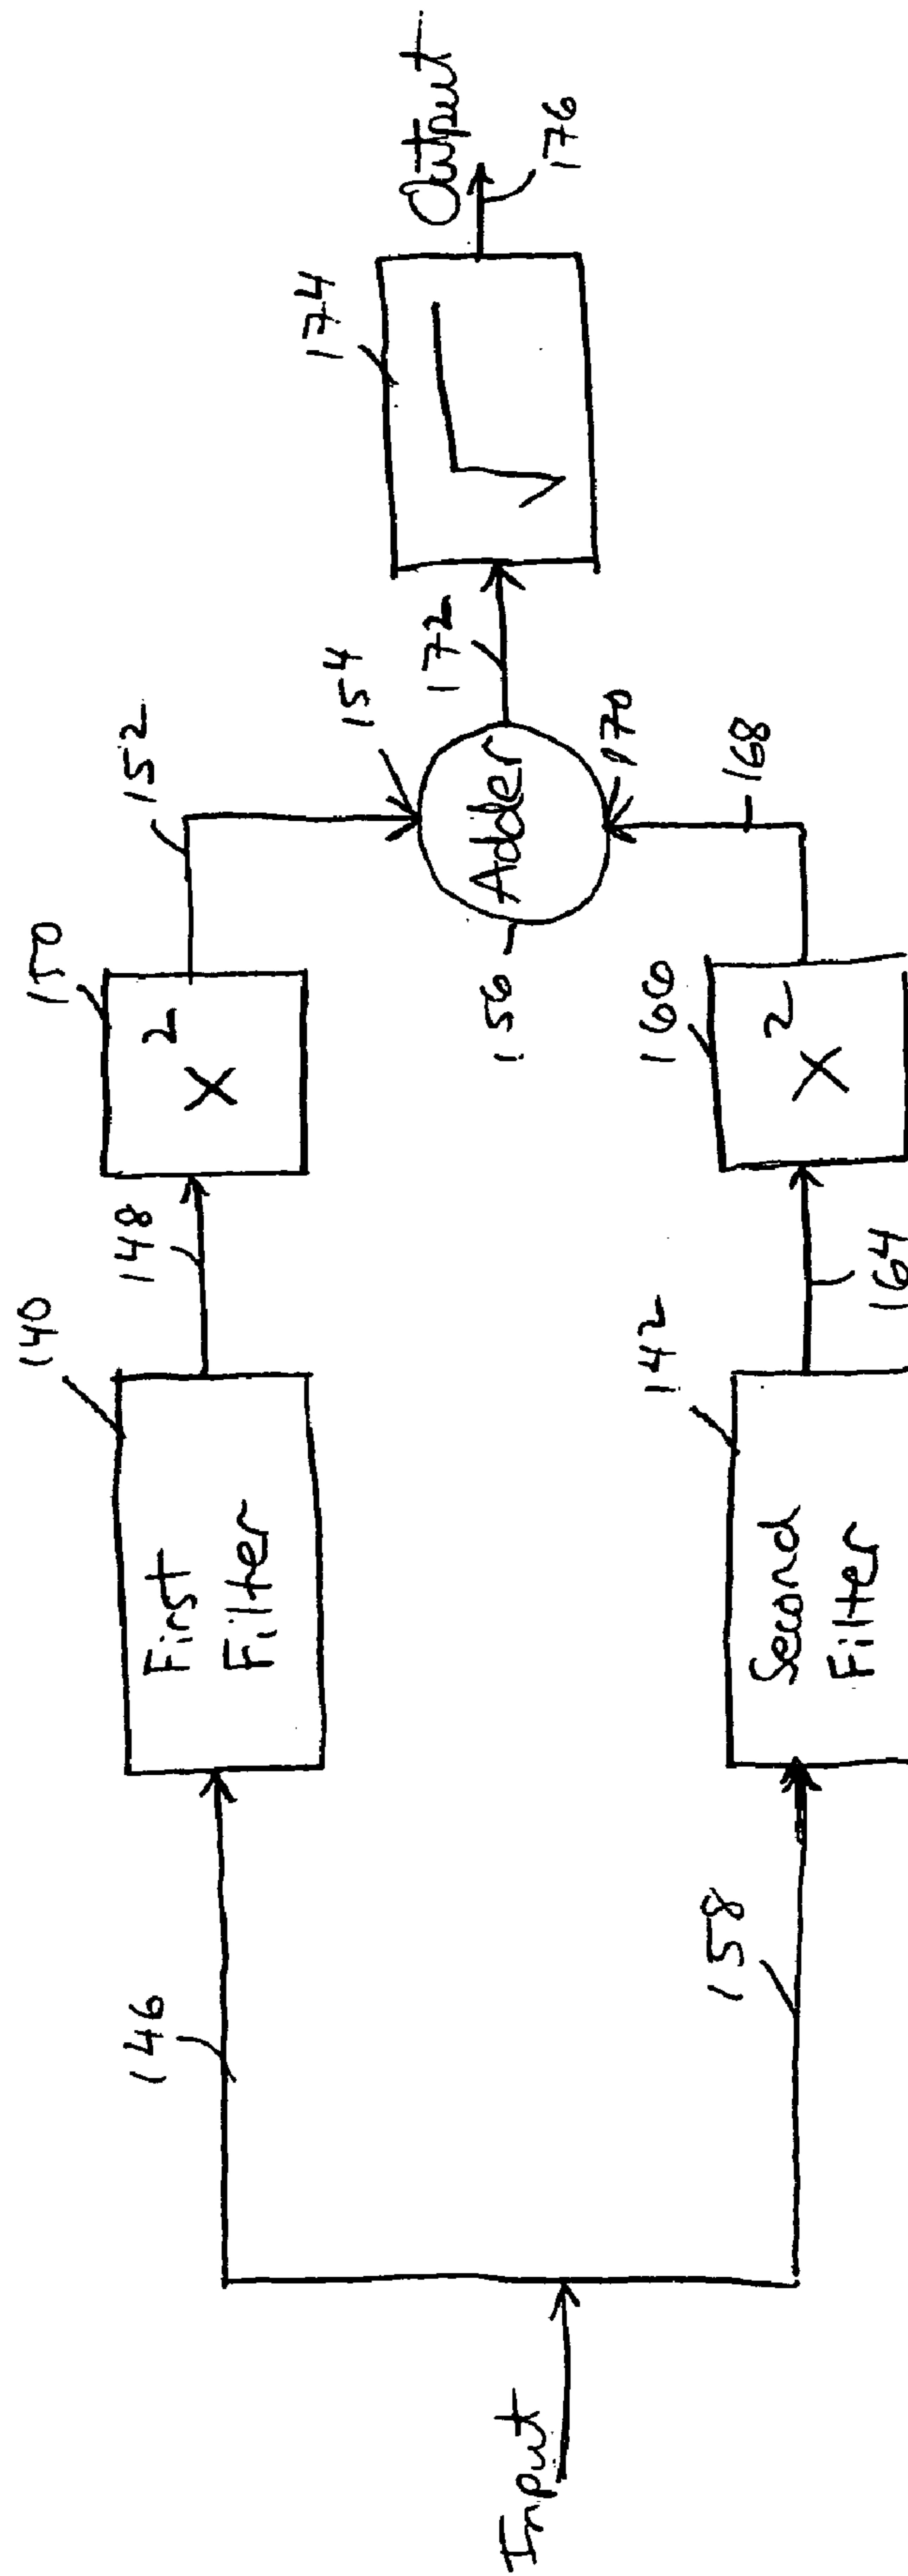 Input
146
158
140
First
Filter
142
Second
Filter
148
164
150
X²
166
X²
152
168
154
156
Adder
170
172
174
√
Output
176